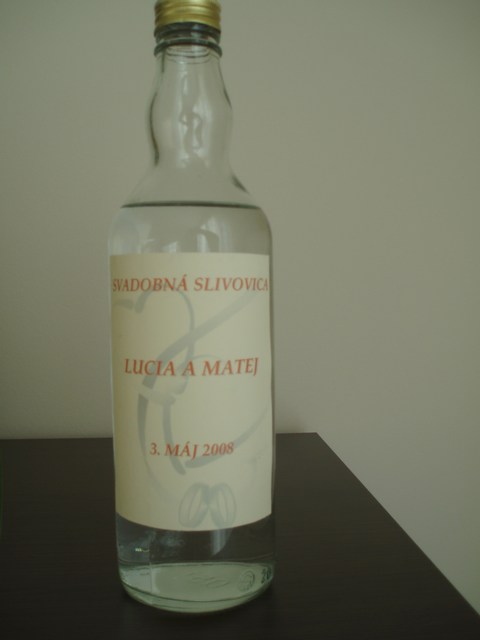 SVADOBNÁ SLIVOVICA
LUCIA A MATEJ
3. MÁJ 2008